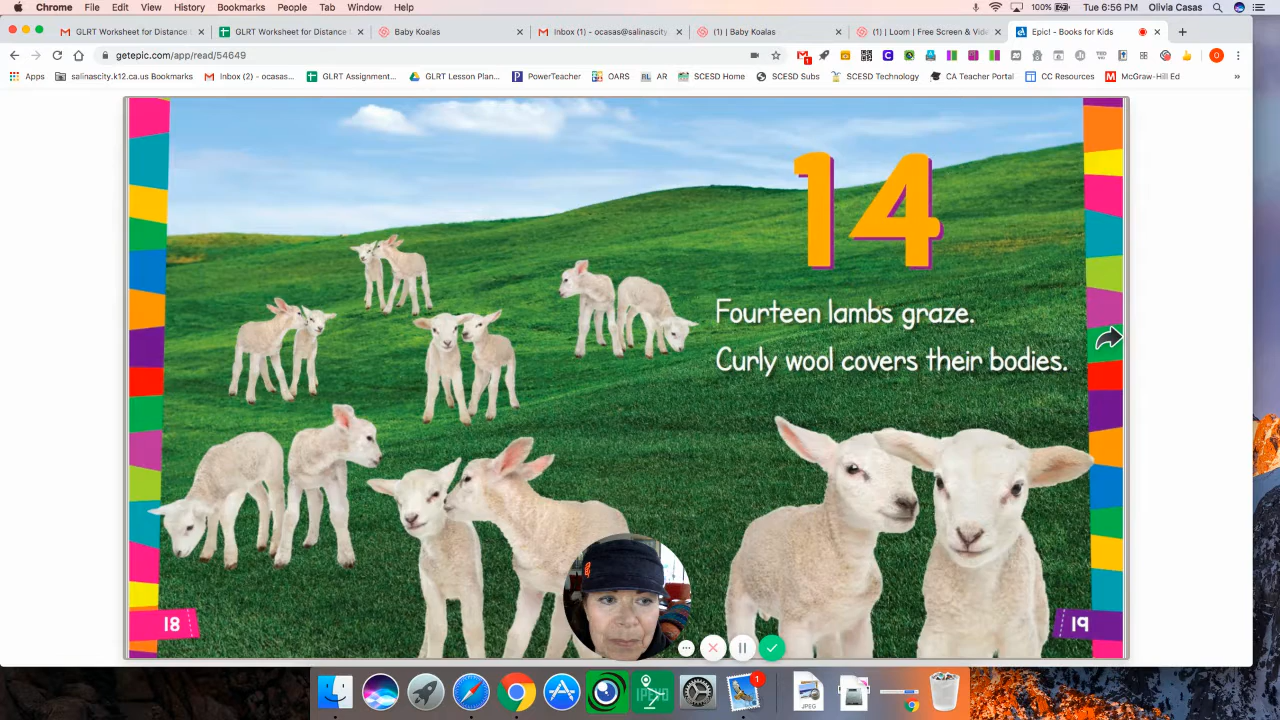 Chrome File Edit View History Bookmarks People Tab Window Help 100% Tue 6:56 PM Olivia Casas
GLRT Worksheet for Distance L GLRT Worksheet for Distance L Baby Koalas Inbox (1) - ocasas@salinascity. (1) | Baby Koalas (1) | Loom | Free Screen & Vid Epic! - Books for Kids
getepic.com/app/read/54649
Apps salinascity.k12.ca.us Bookmarks Inbox (2) - ocasas... GLRT Assignment... GLRT Lesson Plan... PowerTeacher OARS AR SCESD Home SCESD Subs SCESD Technology CA Teacher Portal CC Resources McGraw-Hill Ed »
14
Fourteen lambs graze.
Curly wool covers their bodies.
18
19
JPEG